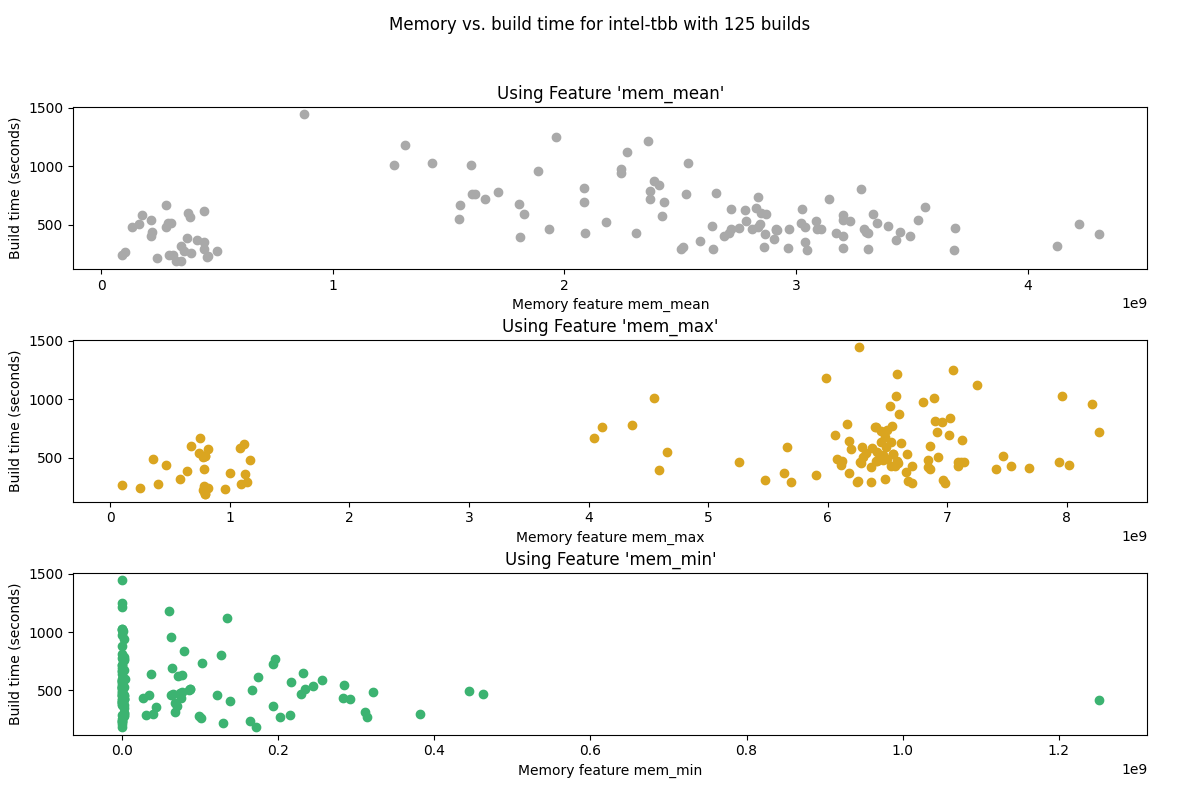 Memory vs. build time for intel-tbb with 125 builds
Using Feature 'mem_mean'
Build time (seconds)
1500
1000
500
0 1 2 3 4
1e9
Memory feature mem_mean
Using Feature 'mem_max'
Build time (seconds)
1500
1000
500
0 1 2 3 4 5 6 7 8
1e9
Memory feature mem_max
Using Feature 'mem_min'
Build time (seconds)
1500
1000
500
0.0 0.2 0.4 0.6 0.8 1.0 1.2
1e9
Memory feature mem_min